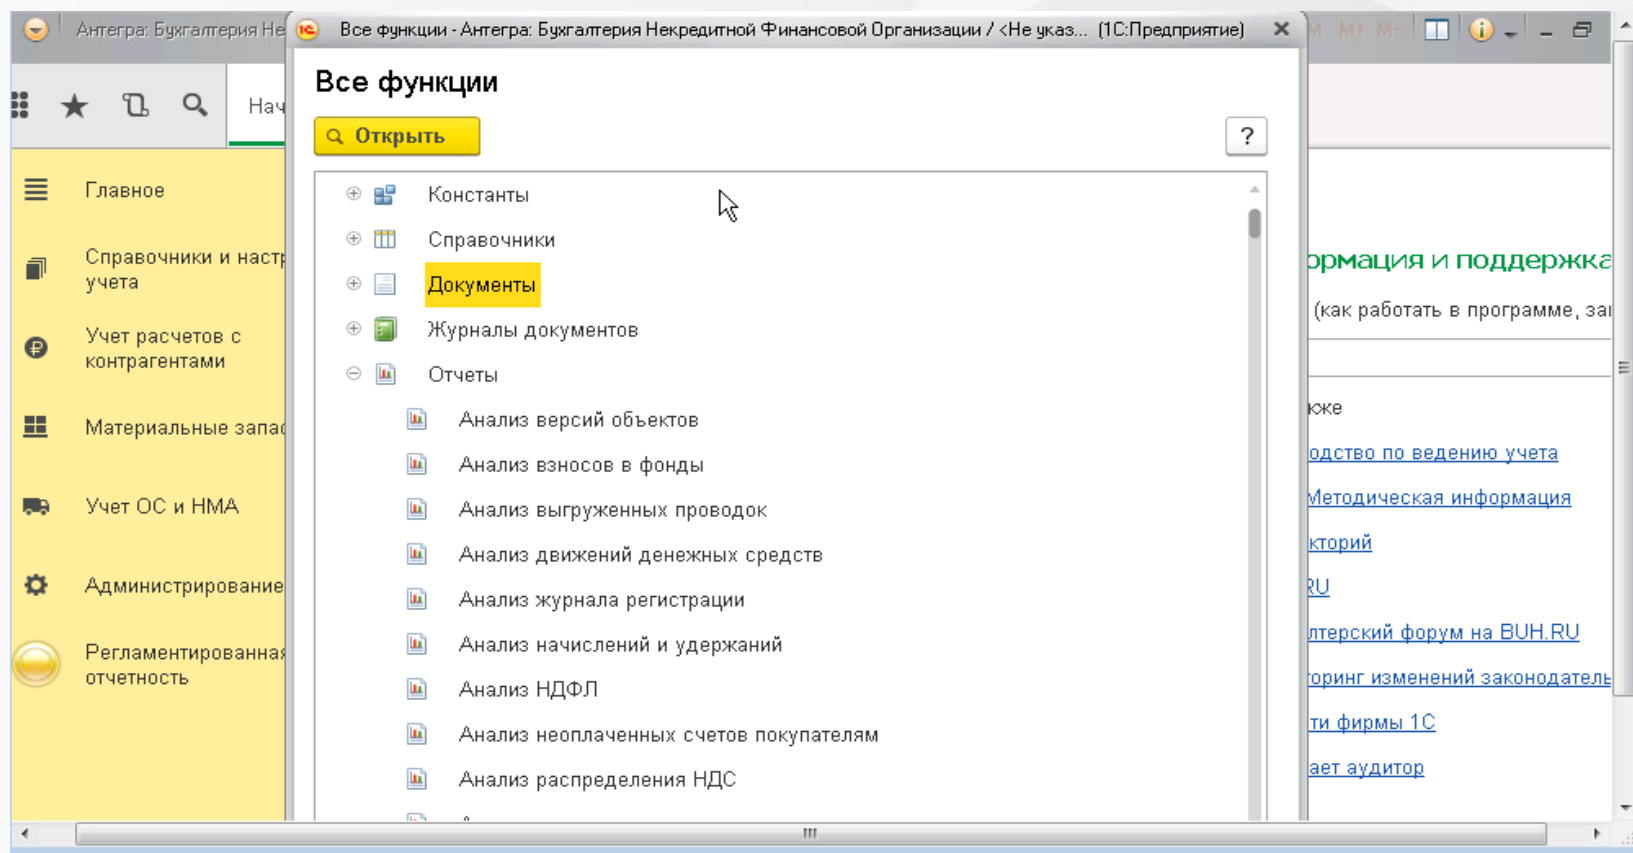 Антегра: Бухгалтерия Не
Все функции - Антегра: Бухгалтерия Некредитной Финансовой Организации / <Не указ... (1С:Предприятие)
M M+ M-
Все функции
Нач
Открыть
?
Главное
Справочники и настр
учета
Учет расчетов с
контрагентами
Материальные запас
Учет ОС и НМА
Администрирование
Регламентированная
отчетность
Константы
Справочники
Документы
Журналы документов
Отчеты
Анализ версий объектов
Анализ взносов в фонды
Анализ выгруженных проводок
Анализ движений денежных средств
Анализ журнала регистрации
Анализ начислений и удержаний
Анализ НДФЛ
Анализ неоплаченных счетов покупателям
Анализ распределения НДС
ормация и поддержка
(как работать в программе, за
кже
одство по ведению учета
Методическая информация
кторий
RU
лтерский форум на BUH.RU
оринг изменений законодатель
ти фирмы 1С
ает аудитор